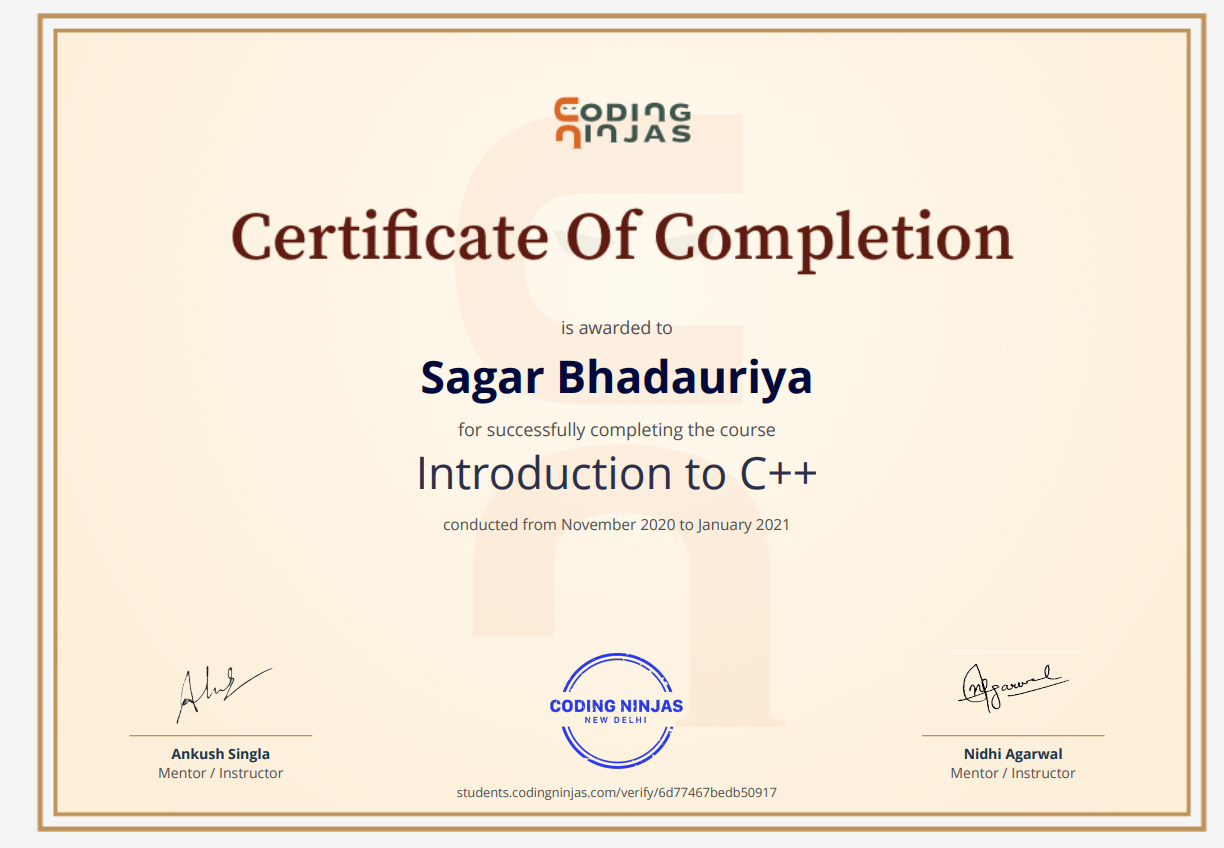 CODING
NINJAS
Certificate Of Completion
is awarded to
Sagar Bhadauriya
for successfully completing the course
Introduction to C++
conducted from November 2020 to January 2021
CODING NINJAS
NEW DELHI
Ankush Singla
Mentor / Instructor
Nidhi Agarwal
Mentor / Instructor
students.codingninjas.com/verify/6d77467bedb50917